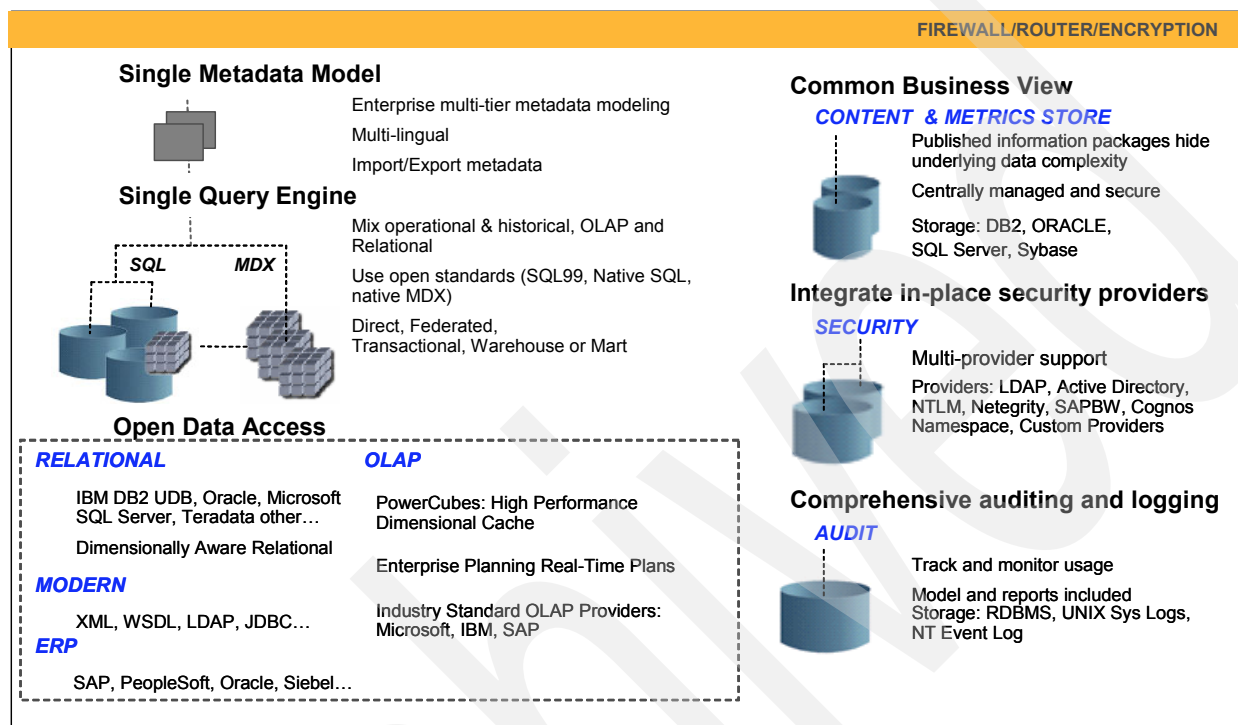 FIREWALL/ROUTER/ENCRYPTION
Single Metadata Model
Enterprise multi-tier metadata modeling
Multi-lingual
Import/Export metadata
Single Query Engine
SQL
MDX
Mix operational & historical, OLAP and
Relational
Use open standards (SQL99, Native SQL,
native MDX)
Direct, Federated,
Transactional, Warehouse or Mart
Open Data Access
RELATIONAL
IBM DB2 UDB, Oracle, Microsoft
SQL Server, Teradata other…
Dimensionally Aware Relational
MODERN
XML, WSDL, LDAP, JDBC…
ERP
SAP, PeopleSoft, Oracle, Siebel…
OLAP
PowerCubes: High Performance
Dimensional Cache
Enterprise Planning Real-Time Plans
Industry Standard OLAP Providers:
Microsoft, IBM, SAP
Common Business View
CONTENT & METRICS STORE
Published information packages hide
underlying data complexity
Centrally managed and secure
Storage: DB2, ORACLE,
SQL Server, Sybase
Integrate in-place security providers
SECURITY
Multi-provider support
Providers: LDAP, Active Directory,
NTLM, Netegrity, SAPBW, Cognos
Namespace, Custom Providers
Comprehensive auditing and logging
AUDIT
Track and monitor usage
Model and reports included
Storage: RDBMS, UNIX Sys Logs,
NT Event Log
hived